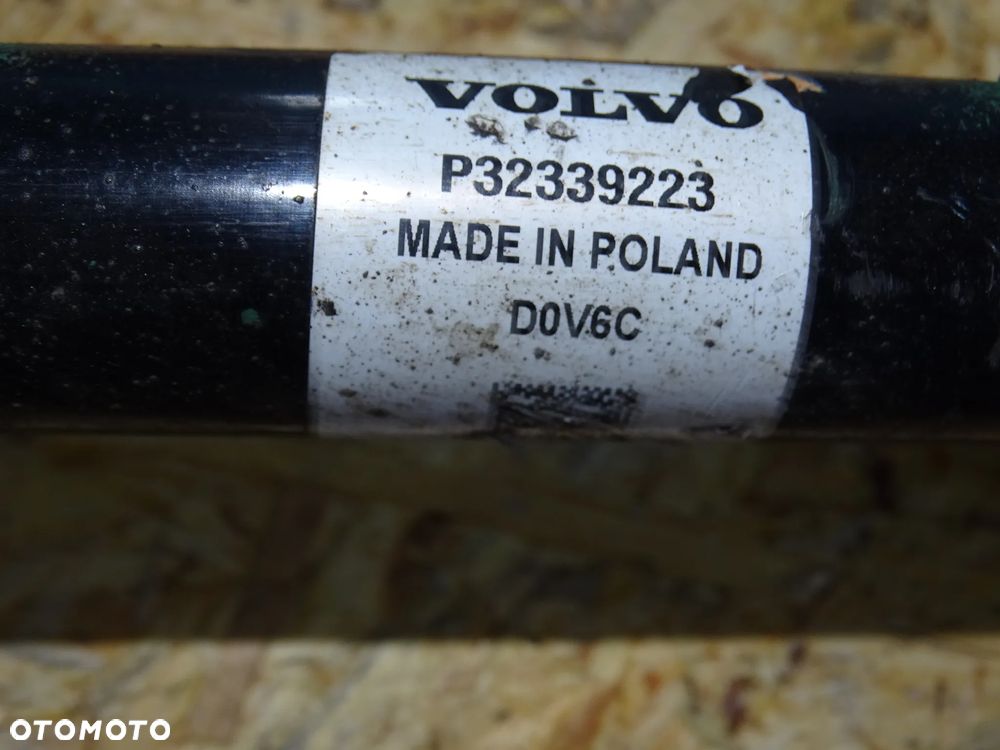 VOLVO
P32339223
MADE IN POLAND
D0V6C
OTOMOTO